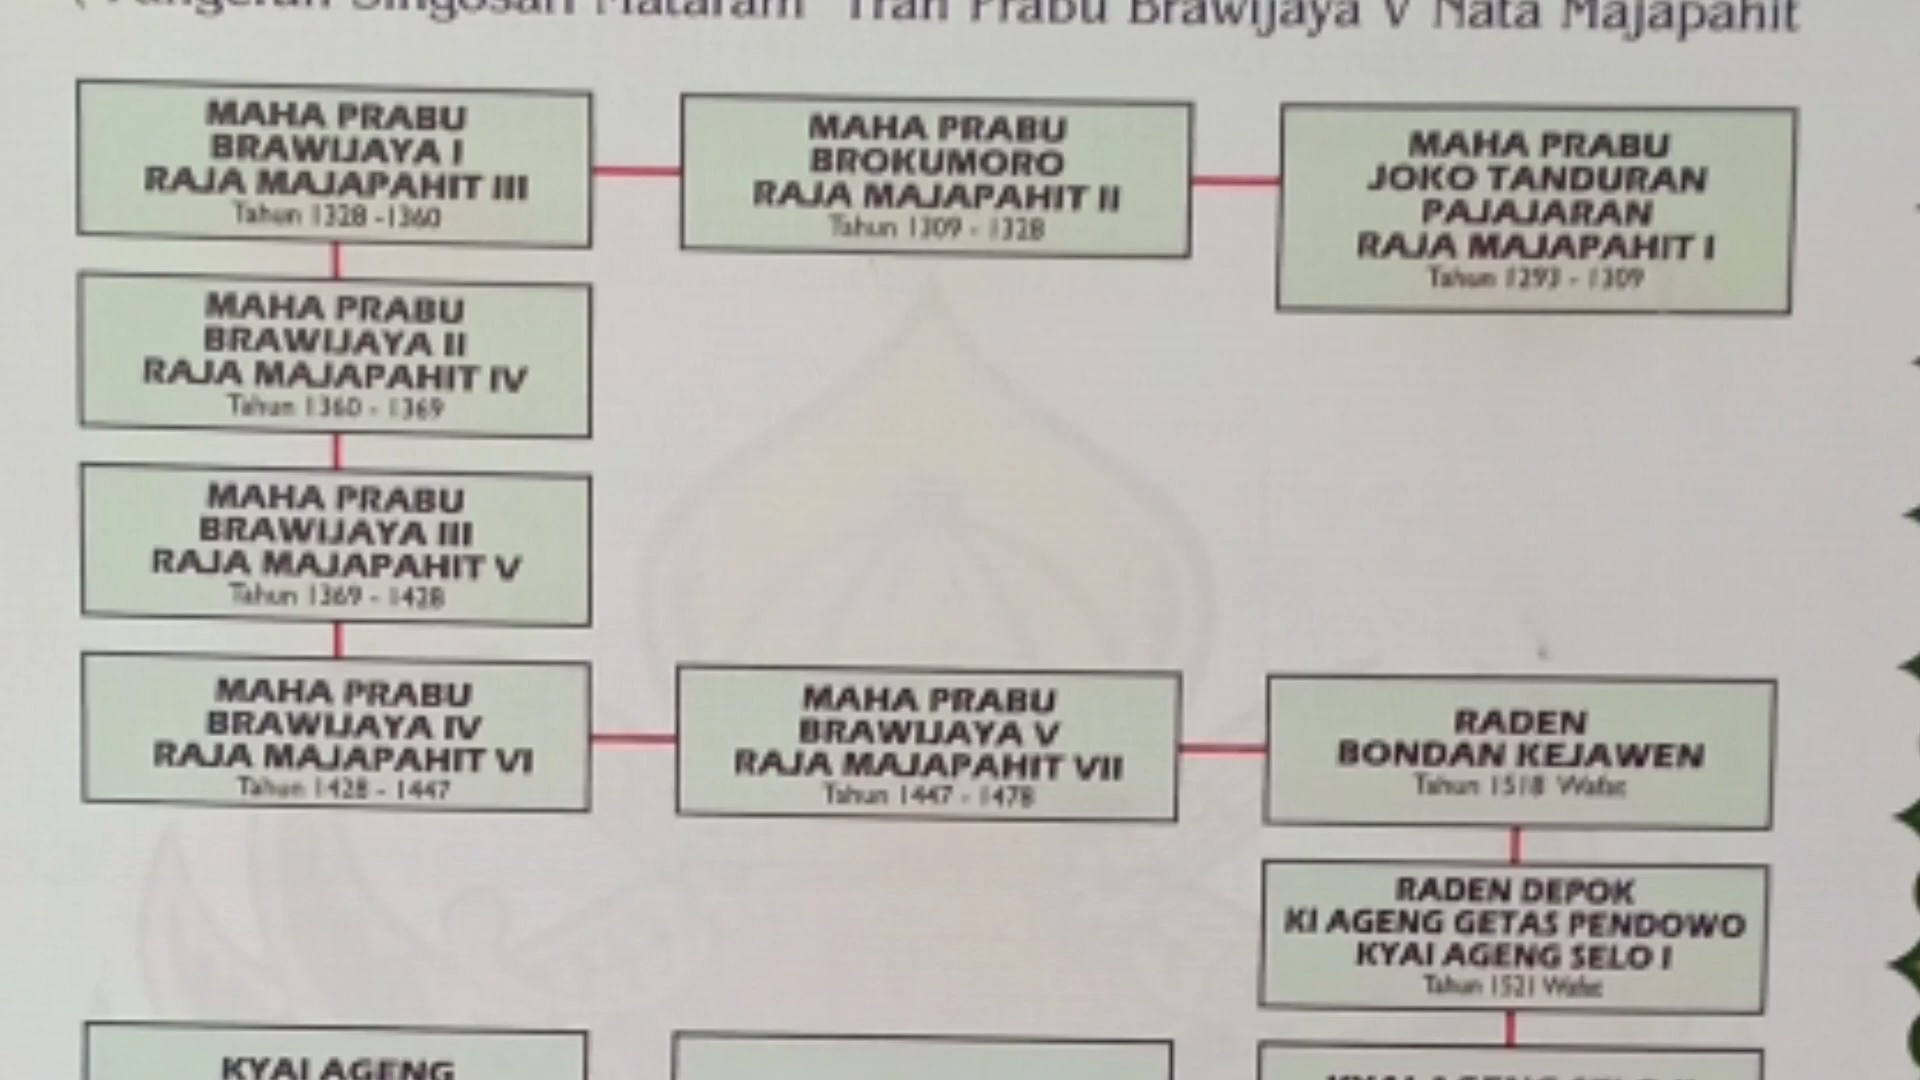 Pangeran Singosari Mataram Trah Prabu Brawijaya V Nata Majapahit
MAHA PRABU
BRAWIJAYA I
RAJA MAJAPAHIT III
Tahun 1328 -1360
MAHA PRABU
BROKUMORO
RAJA MAJAPAHIT II
Tahun 1309 - 1328
MAHA PRABU
JOKO TANDURAN
PAJAJARAN
RAJA MAJAPAHIT I
Tahun 1293 - 1309
MAHA PRABU
BRAWIJAYA II
RAJA MAJAPAHIT IV
Tahun 1360 - 1369
MAHA PRABU
BRAWIJAYA III
RAJA MAJAPAHIT V
Tahun 1369 - 1428
MAHA PRABU
BRAWIJAYA IV
RAJA MAJAPAHIT VI
Tahun 1428 - 1447
MAHA PRABU
BRAWIJAYA V
RAJA MAJAPAHIT VII
Tahun 1447 - 1478
RADEN
BONDAN KEJAWEN
Tahun 1518 Wafat
RADEN DEPOK
KI AGENG GETAS PENDOWO
KYAI AGENG SELO I
Tahun 1521 Wafat
KYAI AGENG